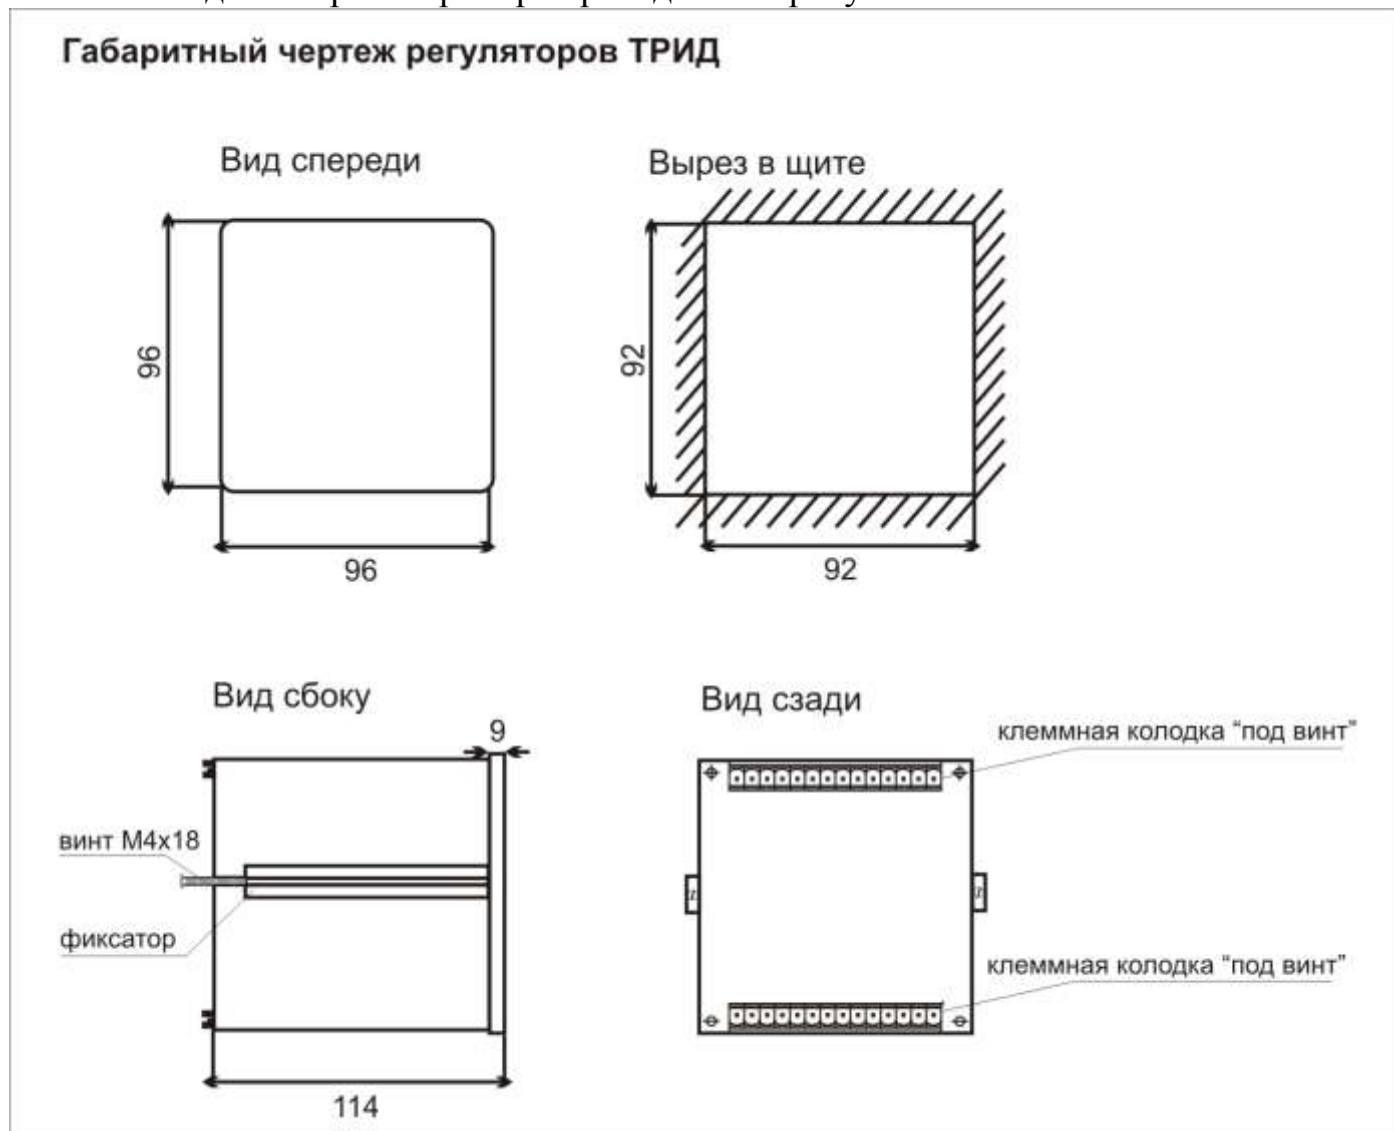 Габаритный чертеж регуляторов ТРИД
Вид спереди
Вырез в щите
96
92
96
92
Вид сбоку
Вид сзади
9
клеммная колодка “под винт”
винт М4х18
фиксатор
клеммная колодка “под винт”
114